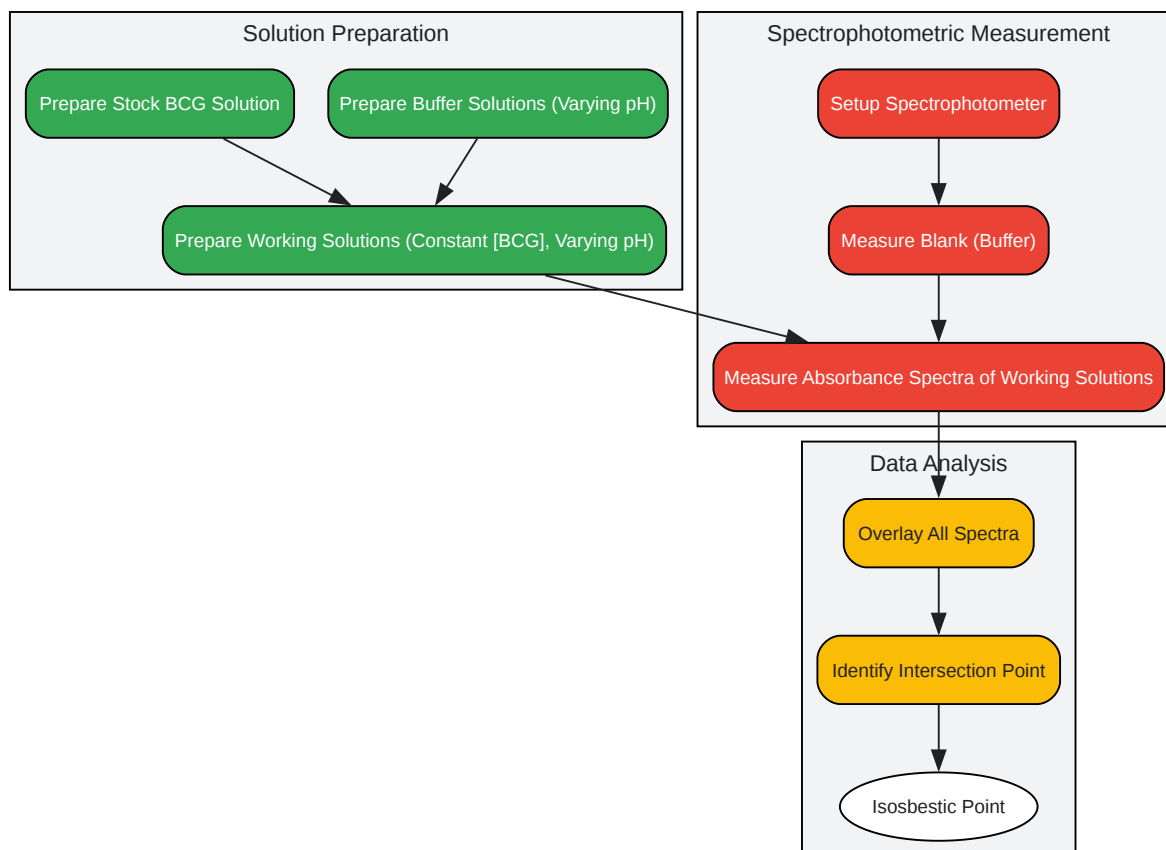 Solution Preparation
Prepare Stock BCG Solution
Prepare Buffer Solutions (Varying pH)
Prepare Working Solutions (Constant [BCG], Varying pH)
Spectrophotometric Measurement
Setup Spectrophotometer
Measure Blank (Buffer)
Measure Absorbance Spectra of Working Solutions
Data Analysis
Overlay All Spectra
Identify Intersection Point
Isosbestic Point